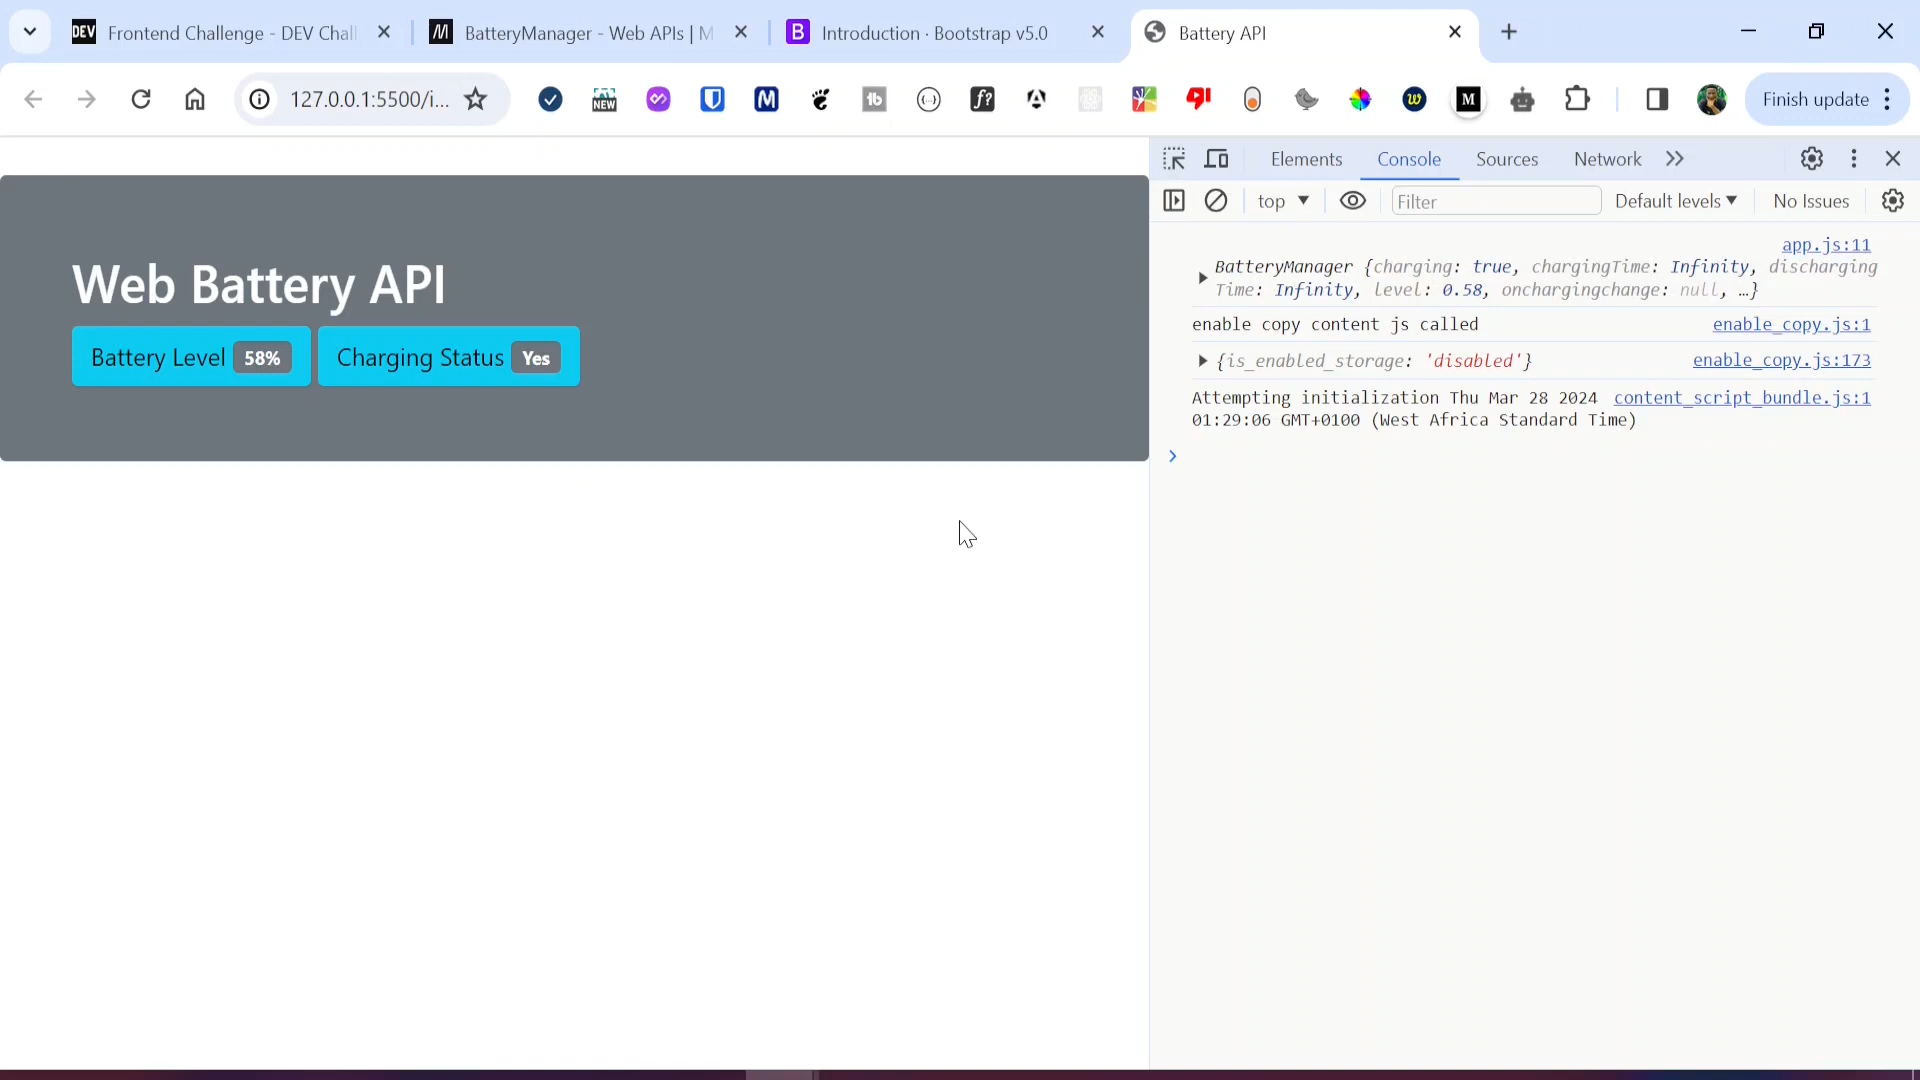 DEV Frontend Challenge - DEV Chall
BatteryManager - Web APIs | M
B Introduction · Bootstrap v5.0
Battery API
127.0.0.1:5500/i...
NEW
M
tb
{...}
f?
w
M
Finish update
Elements Console Sources Network
top Filter Default levels No Issues
Web Battery API
Battery Level 58% Charging Status Yes
app.js:11
BatteryManager {charging: true, chargingTime: Infinity, discharging
Time: Infinity, level: 0.58, onchargingchange: null, …}
enable copy content js called enable_copy.js:1
{is_enabled_storage: 'disabled'} enable_copy.js:173
Attempting initialization Thu Mar 28 2024 content_script_bundle.js:1
01:29:06 GMT+0100 (West Africa Standard Time)